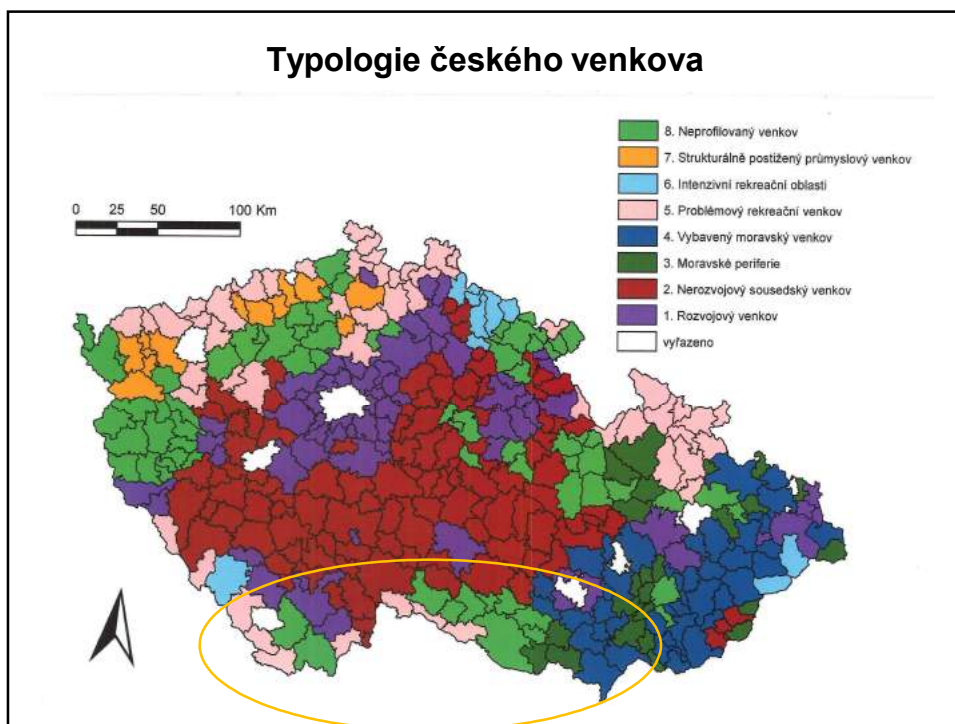 Typologie českého venkova
8. Neprofilovaný venkov
7. Strukturálně postižený průmyslový venkov
6. Intenzivní rekreační oblasti
5. Problémový rekreační venkov
4. Vybavený moravský venkov
3. Moravské periferie
2. Nerozvojový sousedský venkov
1. Rozvojový venkov
vyřazeno
0 25 50 100 Km